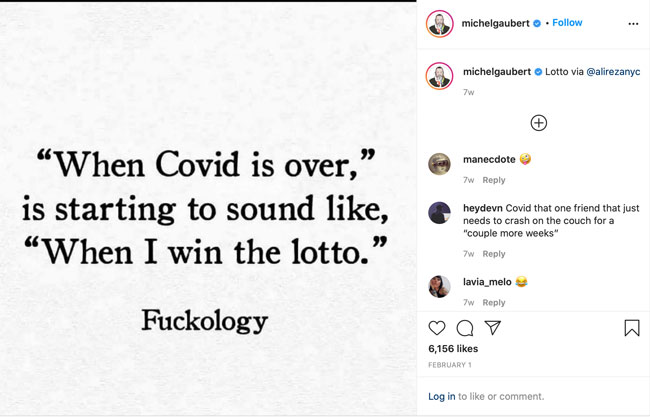 “When Covid is over,”
is starting to sound like,
“When I win the lotto.”
Fuckology
michelgaubert • Follow
michelgaubert Lotto via @alirezanyc
7w
manecdote 🤪
7w Reply
heydevn Covid that one friend that just
needs to crash on the couch for a
“couple more weeks”
7w Reply
lavia_melo 😂
7w Reply
6,156 likes
FEBRUARY 1
Log in to like or comment.